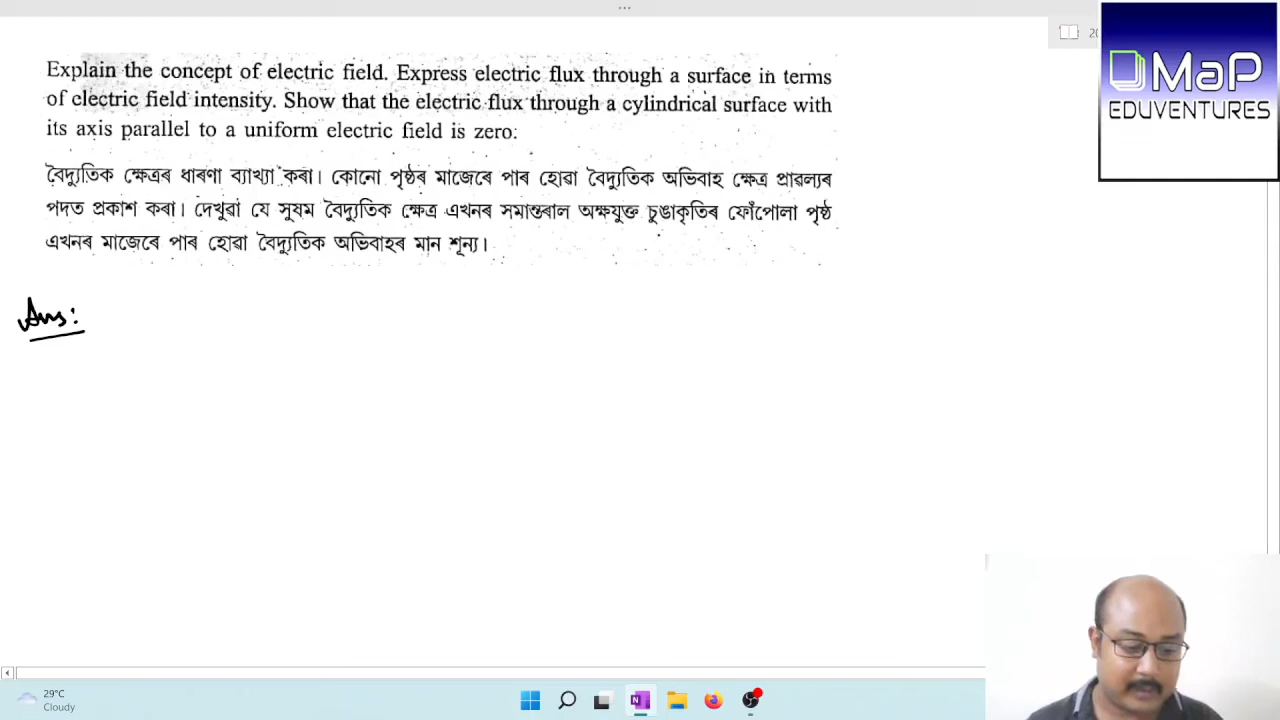 Explain the concept of electric field. Express electric flux through a surface in terms
of electric field intensity. Show that the electric flux through a cylindrical surface with
its axis parallel to a uniform electric field is zero:
বৈদ্যুতিক ক্ষেত্ৰৰ ধাৰণা ব্যাখ্যা কৰা। কোনো পৃষ্ঠৰ মাজেৰে পাৰ হোৱা বৈদ্যুতিক অভিবাহ ক্ষেত্ৰ প্ৰাৱল্যৰ
পদত প্ৰকাশ কৰা। দেখুৱা যে সুষম বৈদ্যুতিক ক্ষেত্ৰ এখনৰ সমান্তৰাল অক্ষযুক্ত চুঙাকৃতিৰ ফোঁপোলা পৃষ্ঠ
এখনৰ মাজেৰে পাৰ হোৱা বৈদ্যুতিক অভিবাহৰ মান শূন্য।
Ans:
MaP
EDUVENTURES
20
29°C
Cloudy